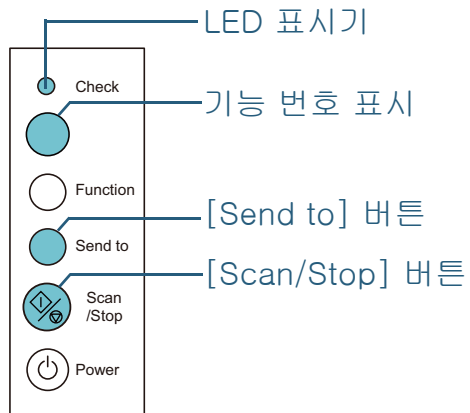 LED 표시기
Check
기능 번호 표시
Function
[Send to] 버튼
Send to
[Scan/Stop] 버튼
Scan
/Stop
Power